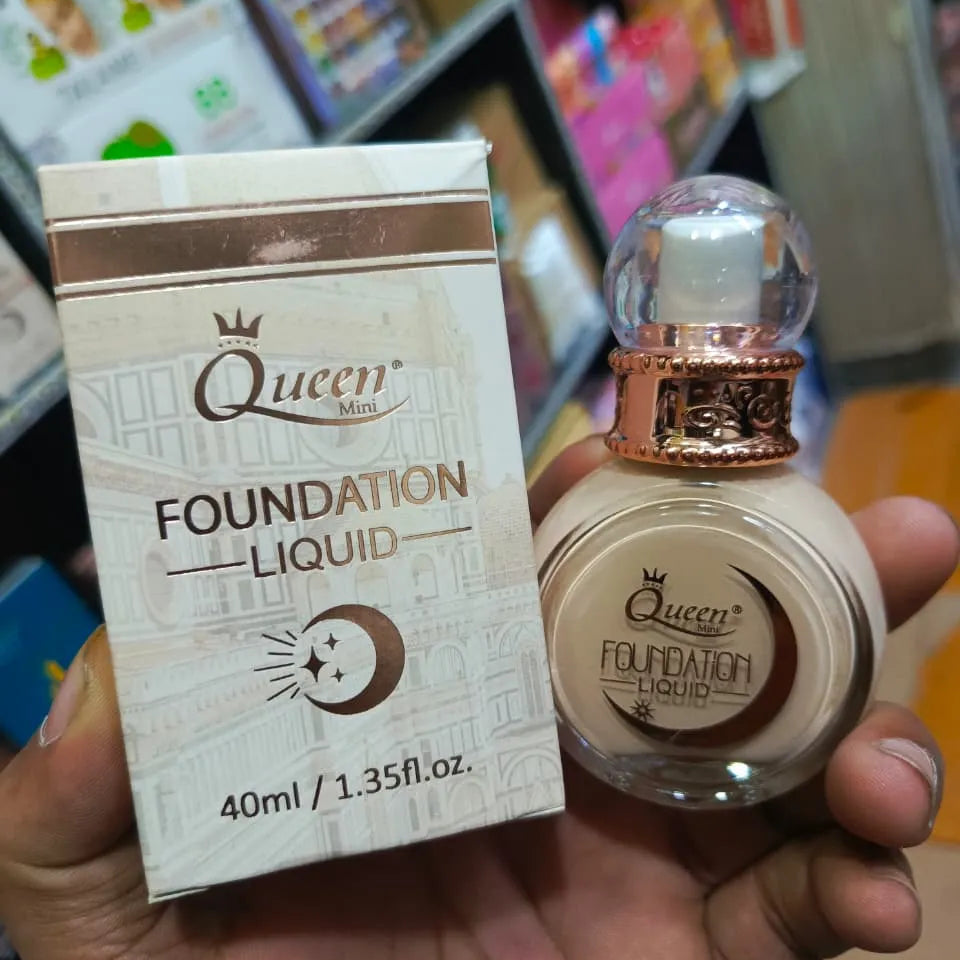 Queen®
Mini
FOUNDATION
LIQUID
40ml / 1.35fl.oz.
Queen®
Mini
FOUNDATION
LIQUID